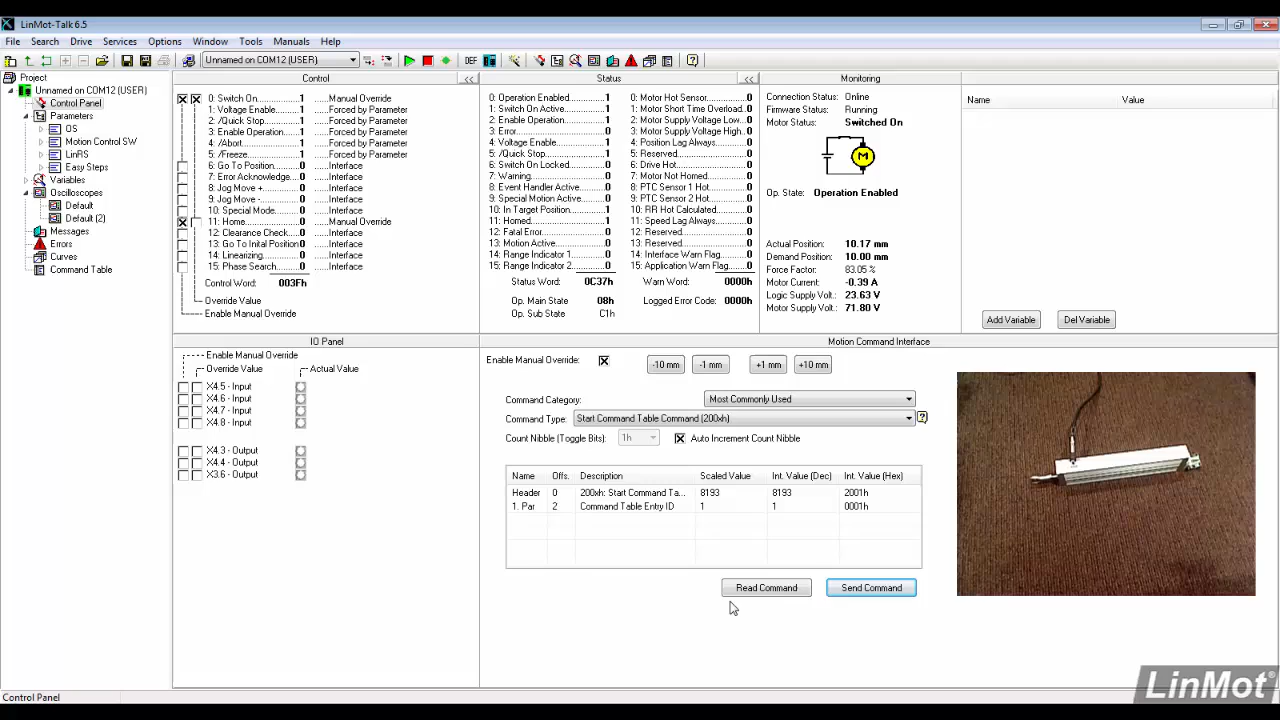 LinMot-Talk 6.5
File Search Drive Services Options Window Tools Manuals Help
Unnamed on COM12 (USER)
DEF
Project
Unnamed on COM12 (USER)
Control Panel
Parameters
OS
Motion Control SW
LinRS
Easy Steps
Variables
Oscilloscopes
Default
Default (2)
Messages
Errors
Curves
Command Table
Control <<
0: Switch On 1 ......Manual Override
1: Voltage Enable... 1 ......Forced by Parameter
2: /Quick Stop 1 ......Forced by Parameter
3: Enable Operation 1 ......Forced by Parameter
4: /Abort 1 ......Forced by Parameter
5: /Freeze 1 ......Forced by Parameter
6: Go To Position 0 ......Interface
7: Error Acknowledge... 0 ......Interface
8: Jog Move + 0 ......Interface
9: Jog Move - 0 ......Interface
10: Special Mode 0 ......Interface
11: Home 0 ......Manual Override
12: Clearance Check... 0 ......Interface
13: Go To Inital Position 0 ......Interface
14: Linearizing 0 ......Interface
15: Phase Search 0 ......Interface
Control Word: 003Fh
Override Value
Enable Manual Override
Status <<
0: Operation Enabled 1
1: Switch On Active 1
2: Enable Operation 1
3: Error 0
4: Voltage Enable 1
5: /Quick Stop 1
6: Switch On Locked 0
7: Warning 0
8: Event Handler Active 0
9: Special Motion Active 0
10: In Target Position 1
11: Homed 1
12: Fatal Error 0
13: Motion Active 0
14: Range Indicator 1 0
15: Range Indicator 2 0
Status Word: 0C37h
Op. Main State 08h
Op. Sub State C1h
0: Motor Hot Sensor 0
1: Motor Short Time Overload 0
2: Motor Supply Voltage Low 0
3: Motor Supply Voltage High 0
4: Position Lag Always 0
5: Reserved 0
6: Drive Hot 0
7: Motor Not Homed 0
8: PTC Sensor 1 Hot 0
9: PTC Sensor 2 Hot 0
10: RR Hot Calculated 0
11: Speed Lag Always 0
12: Reserved 0
13: Reserved 0
14: Interface Warn Flag 0
15: Application Warn Flag 0
Warn Word: 0000h
Logged Error Code: 0000h
Monitoring
Connection Status: Online
Firmware Status: Running
Motor Status: Switched On
M
Op. State: Operation Enabled
Actual Position: 10.17 mm
Demand Position: 10.00 mm
Force Factor: 83.05 %
Motor Current: -0.39 A
Logic Supply Volt.: 23.63 V
Motor Supply Volt.: 71.80 V
Name Value
Add Variable Del Variable
IO Panel
Enable Manual Override
Override Value Actual Value
X4.5 - Input
X4.6 - Input
X4.7 - Input
X4.8 - Input
X4.3 - Output
X4.4 - Output
X3.6 - Output
Motion Command Interface
Enable Manual Override: -10 mm -1 mm +1 mm +10 mm
Command Category: Most Commonly Used
Command Type: Start Command Table Command (200xh)
Count Nibble (Toggle Bits): 1h Auto Increment Count Nibble
Name Offs. Description Scaled Value Int. Value (Dec) Int. Value (Hex)
Header 0 200xh: Start Command Ta... 8193 8193 2001h
1. Par 2 Command Table Entry ID 1 1 0001h
Read Command Send Command
Control Panel
LinMot®